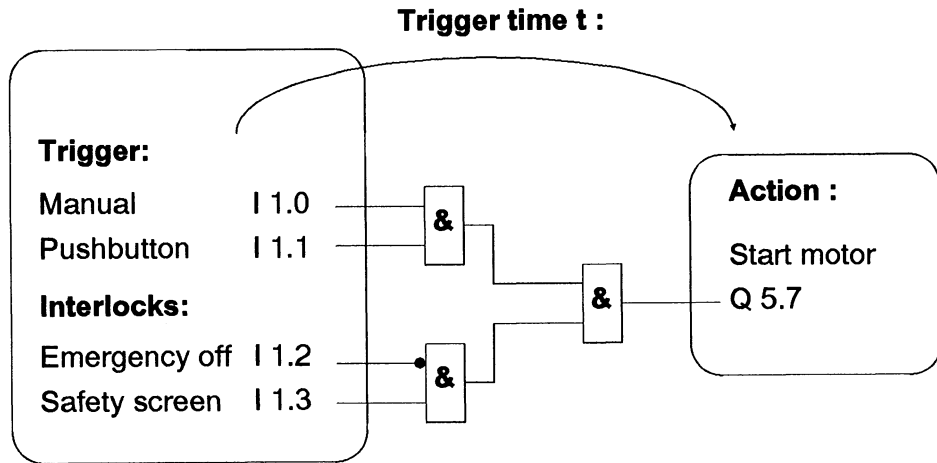 Trigger time t :
Trigger:
Manual I 1.0
Pushbutton I 1.1
Interlocks:
Emergency off I 1.2
Safety screen I 1.3
&
&
&
Action :
Start motor
Q 5.7